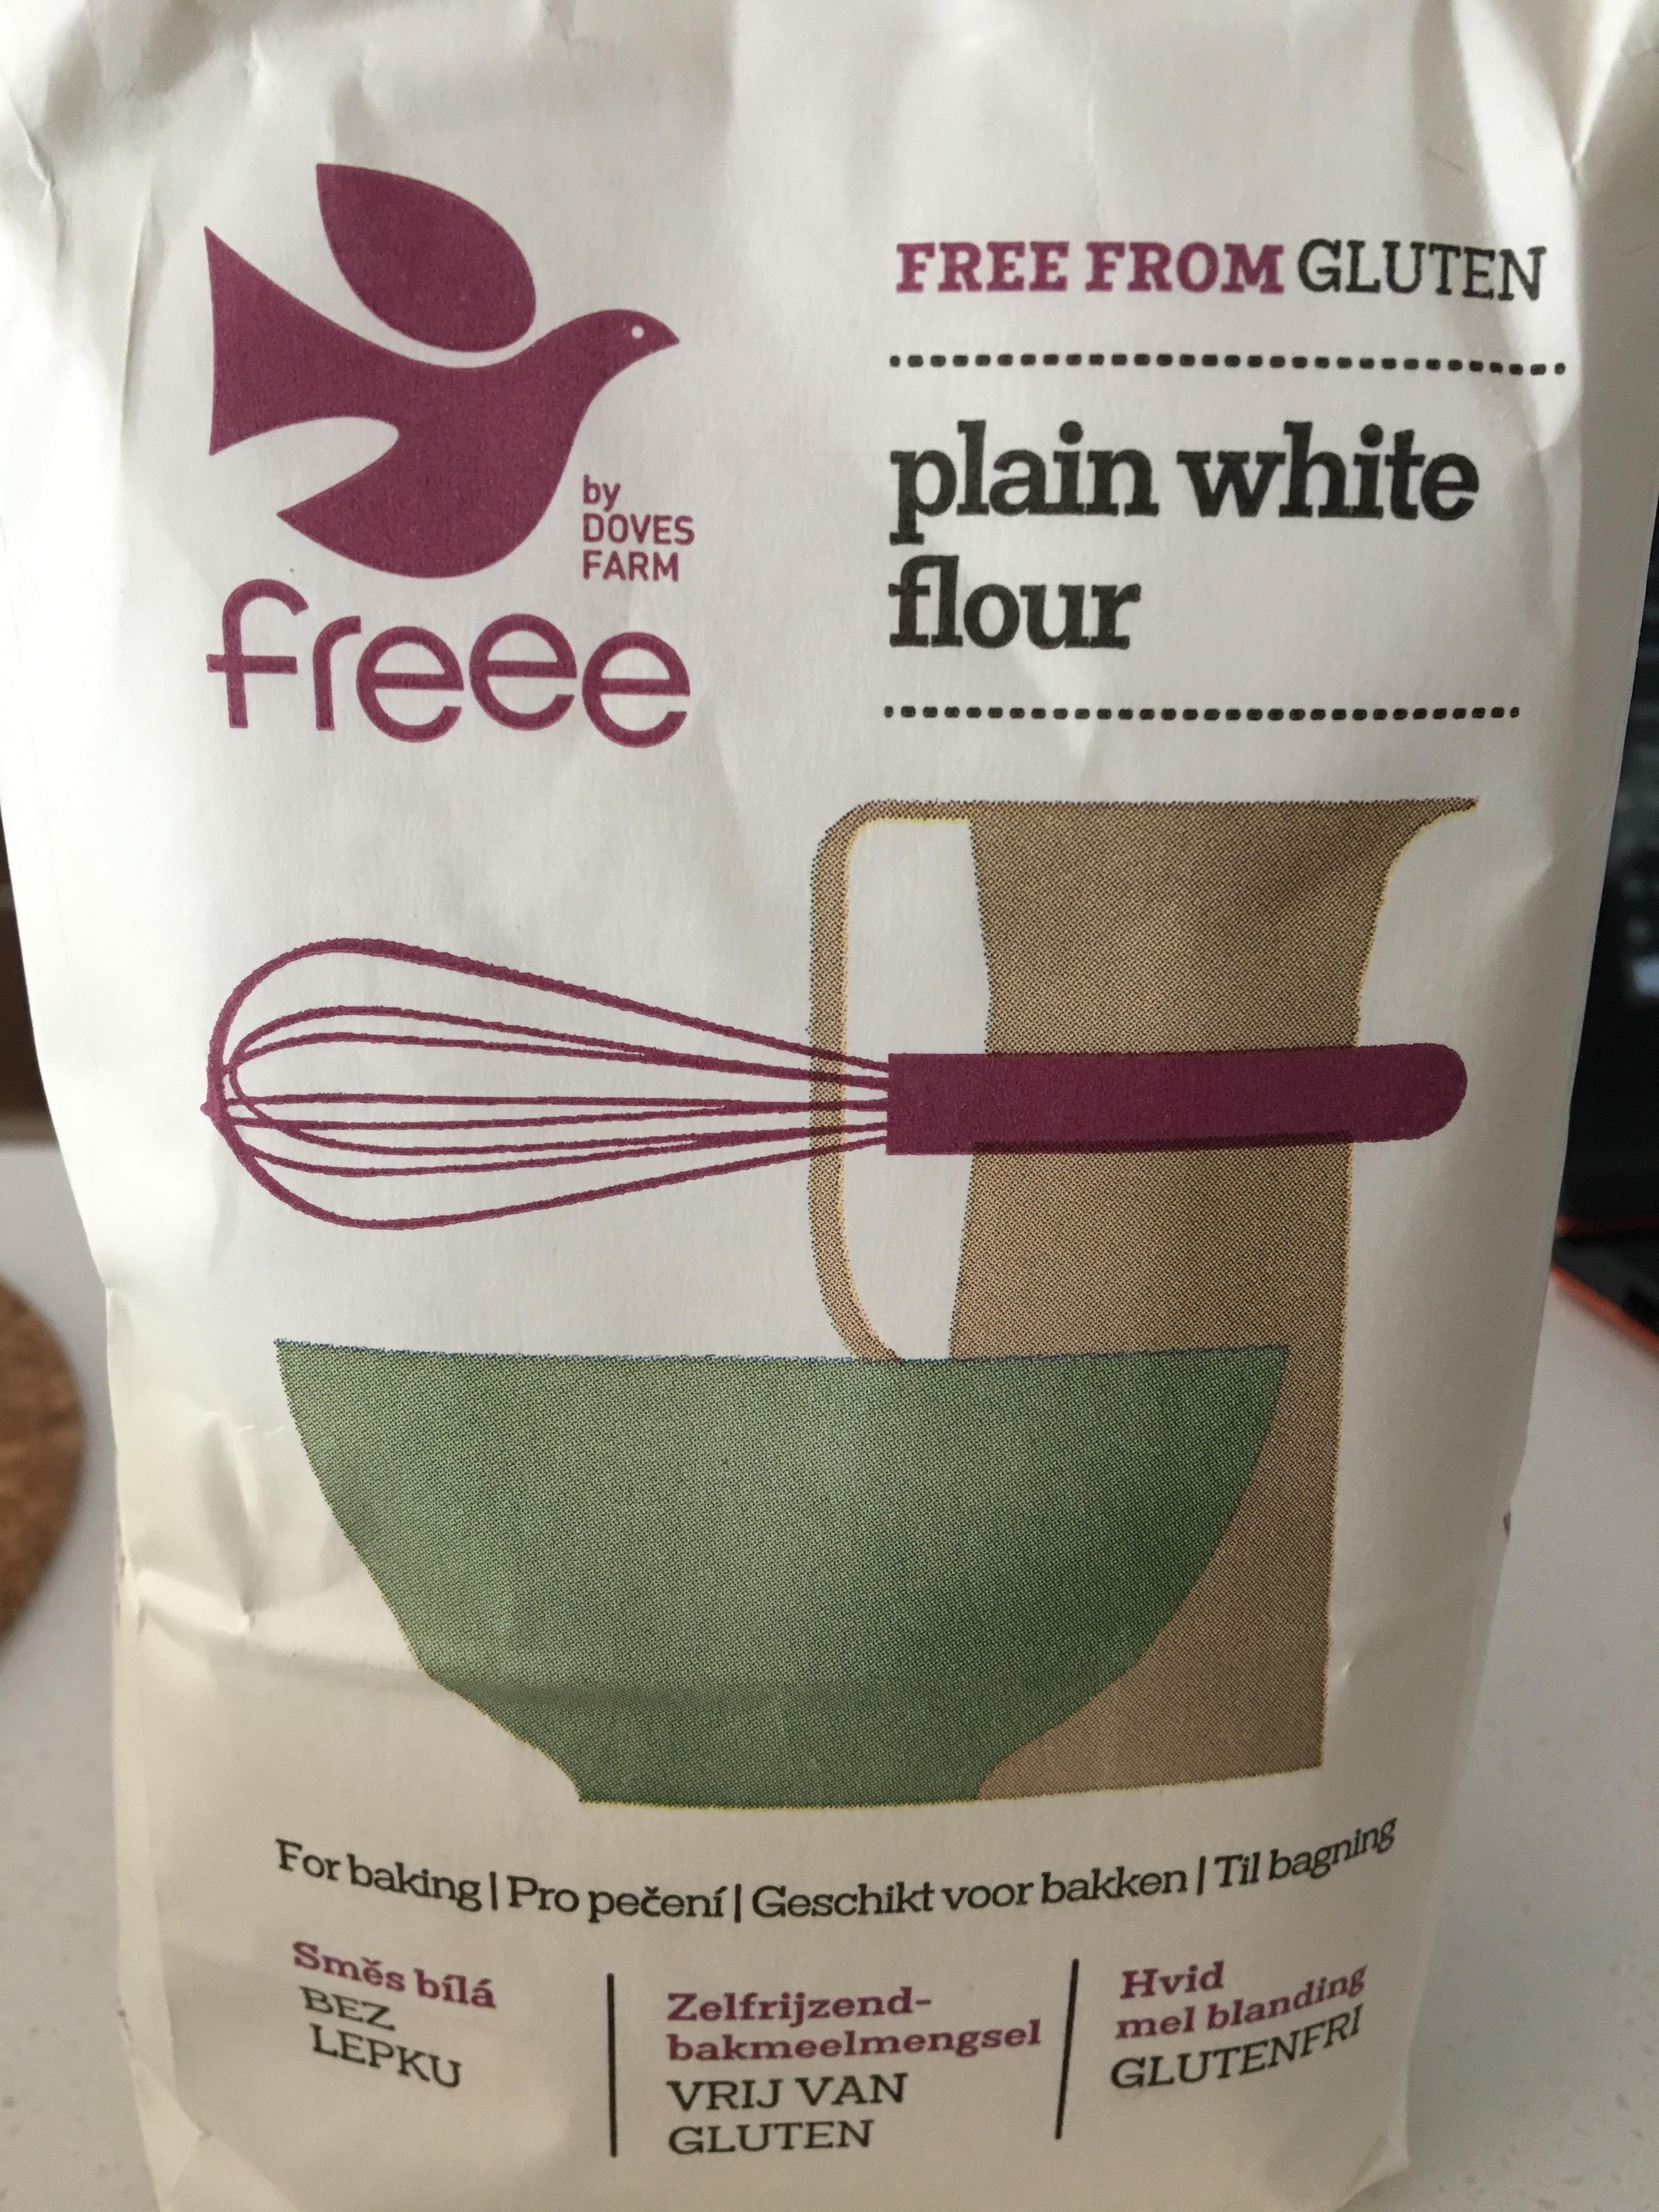 by
DOVES
FARM
freee
FREE FROM GLUTEN
plain white
flour
For baking | Pro pečení | Geschikt voor bakken | Til bagning
Směs bílá
BEZ
LEPKU
Zelfrijzend-
bakmeelmengsel
VRIJ VAN
GLUTEN
Hvid
mel blanding
GLUTENFRI